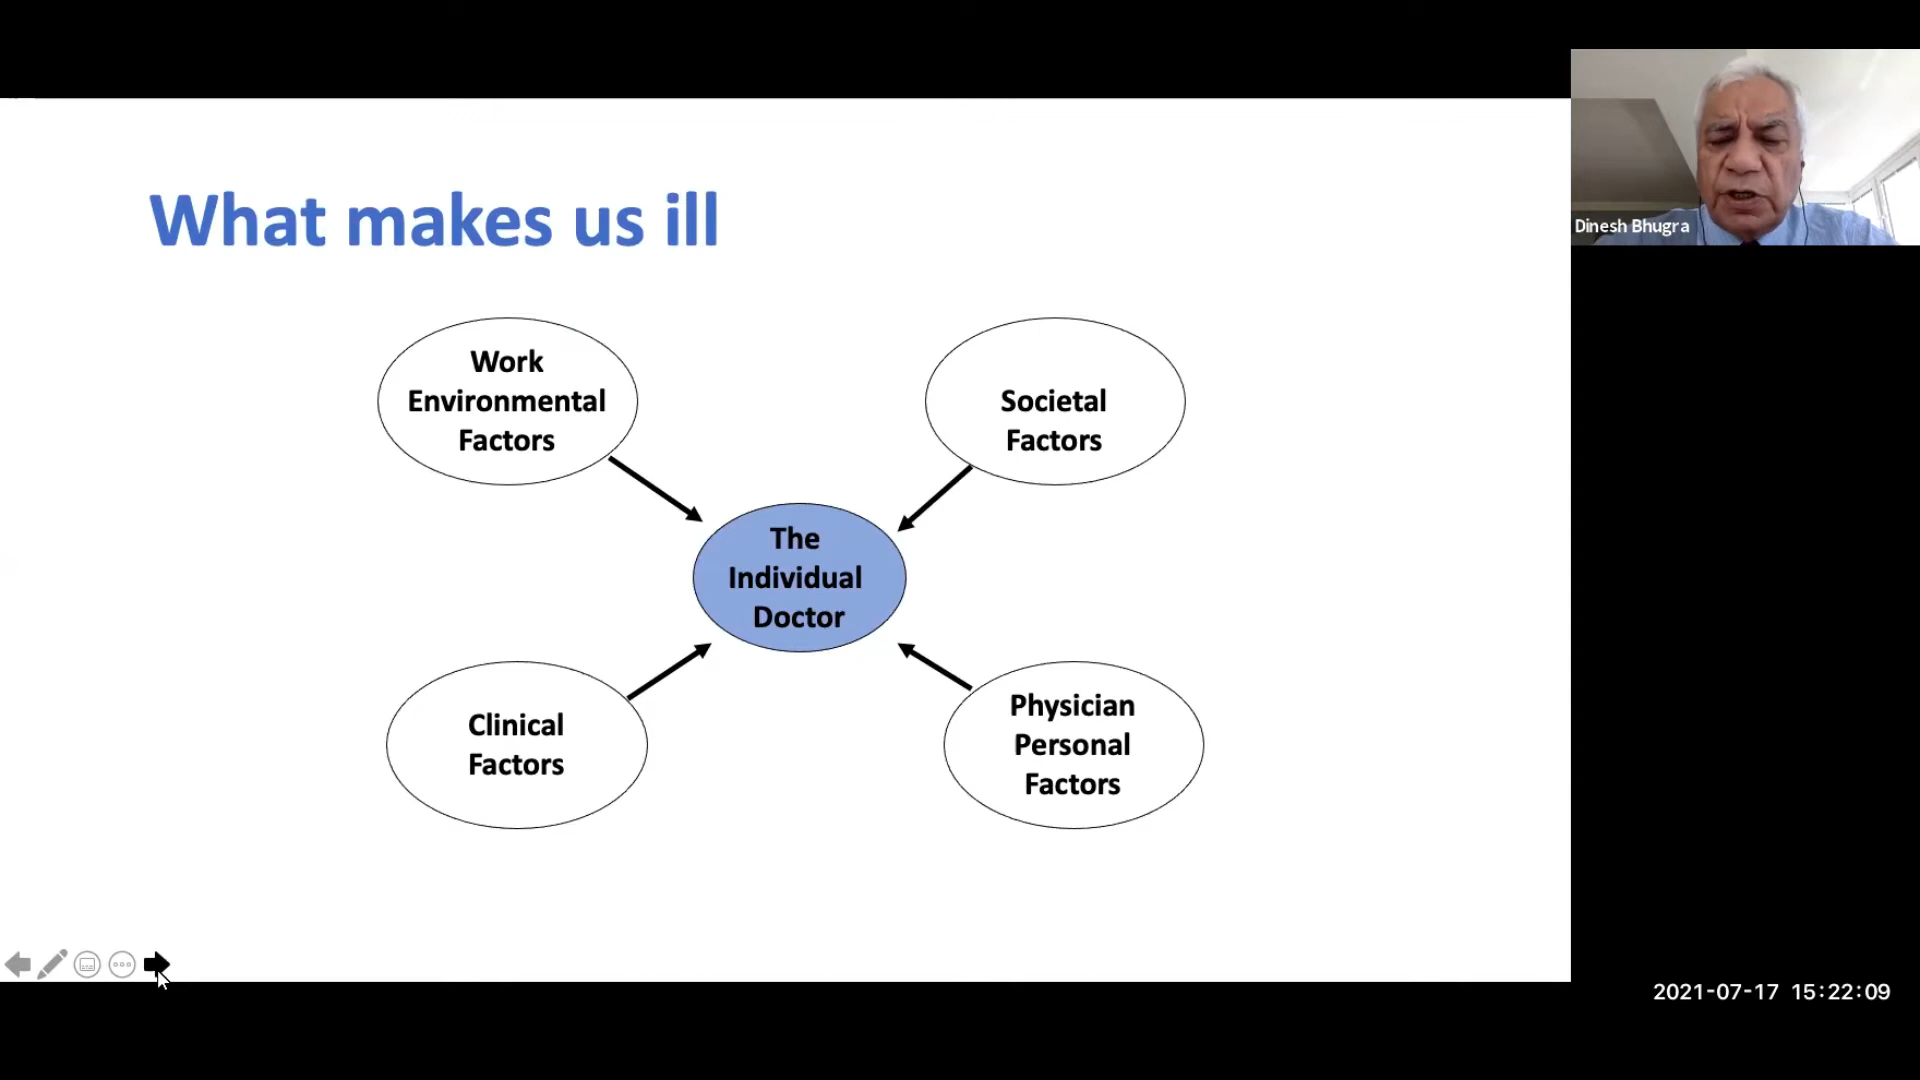 What makes us ill
Work
Environmental
Factors
Societal
Factors
The
Individual
Doctor
Clinical
Factors
Physician
Personal
Factors
Dinesh Bhugra
2021-07-17 15:22:09